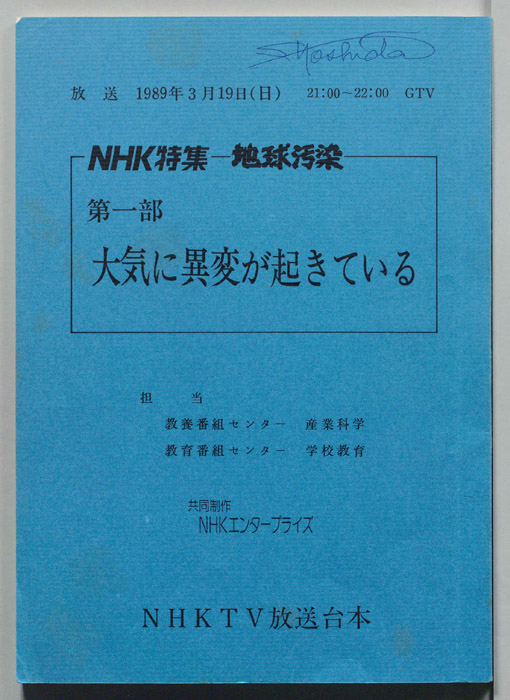 S. Yoshida
放送 1989年3月19日(日) 21:00~22:00 GTV
NHK特集―地球汚染
第一部
大気に異変が起きている
担当
教養番組センター 産業科学
教育番組センター 学校教育
共同制作
NHKエンタープライズ
NHKTV放送台本